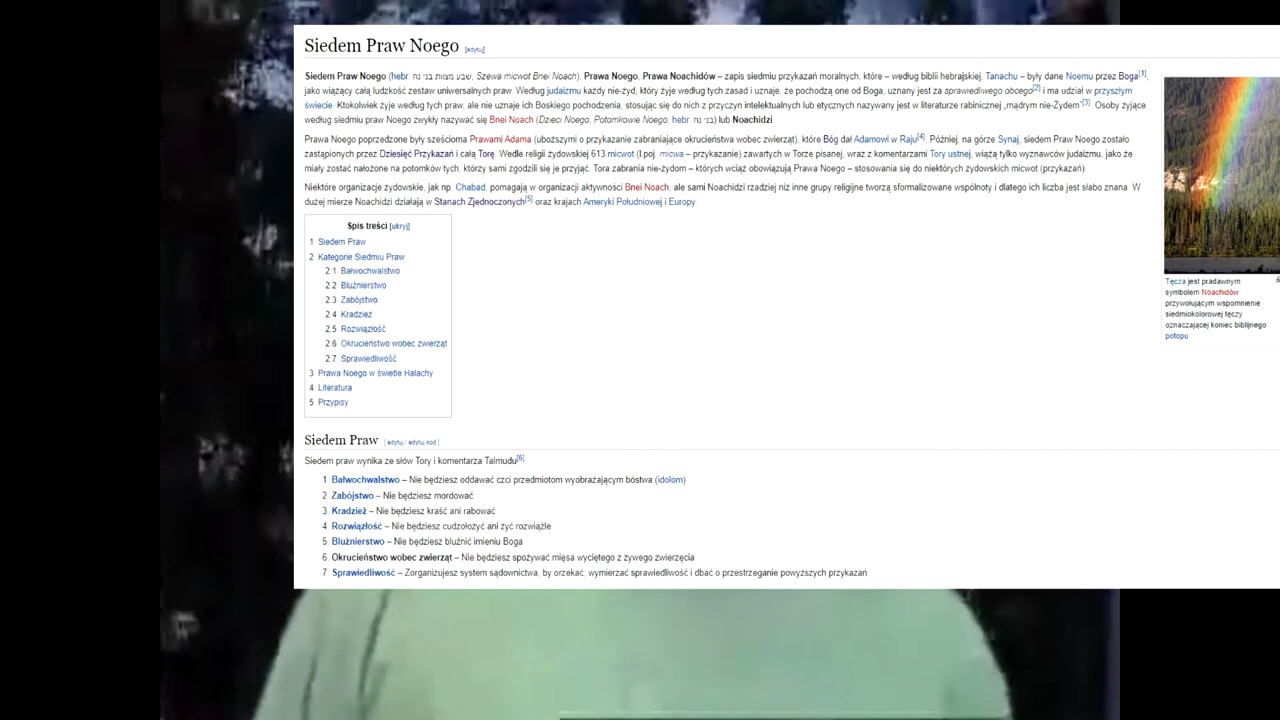 Siedem Praw Noego [edytuj]
Siedem Praw Noego (hebr. שבע מצוות בני נח, Szewa micwot Bnei Noach), Prawa Noego, Prawa Noachidów – zapis siedmiu przykazań moralnych, które – według biblii hebrajskiej, Tanachu – były dane Noemu przez Boga[1],
jako wiążący całą ludzkość zestaw uniwersalnych praw. Według judaizmu każdy nie-żyd, który żyje według tych zasad i uznaje, że pochodzą one od Boga, uznany jest za sprawiedliwego obcego[2] i ma udział w przyszłym
świecie. Ktokolwiek żyje według tych praw, ale nie uznaje ich Boskiego pochodzenia, stosując się do nich z przyczyn intelektualnych lub etycznych nazywany jest w literaturze rabinicznej „mądrym nie-Żydem"[3]. Osoby żyjące
według siedmiu praw Noego zwykły nazywać się Bnei Noach (Dzieci Noego, Potomkowie Noego, hebr. בני נח) lub Noachidzi
Prawa Noego poprzedzone były sześcioma Prawami Adama (uboższymi o przykazanie zabraniające okrucieństwa wobec zwierząt), które Bóg dał Adamowi w Raju[4]. Później, na górze Synaj, siedem Praw Noego zostało
zastąpionych przez Dziesięć Przykazań i całą Torę. Wedle religii żydowskiej 613 micwot (l.poj. micwa – przykazanie) zawartych w Torze pisanej, wraz z komentarzami Tory ustnej, wiążą tylko wyznawców judaizmu, jako że
miały zostać nałożone na potomków tych, którzy sami zgodzili się je przyjąć. Tora zabrania nie-żydom – których wciąż obowiązują Prawa Noego – stosowania się do niektórych żydowskich micwot (przykazań).
Niektóre organizacje żydowskie, jak np. Chabad, pomagają w organizacji aktywności Bnei Noach, ale sami Noachidzi rzadziej niż inne grupy religijne tworzą sformalizowane wspólnoty i dlatego ich liczba jest słabo znana. W
dużej mierze Noachidzi działają w Stanach Zjednoczonych[5] oraz krajach Ameryki Południowej i Europy.
Tęcza jest pradawnym
symbolem Noachidów
przywołującym wspomnienie
siedmiokolorowej tęczy
oznaczającej koniec biblijnego
potopu
Spis treści [ukryj]
1 Siedem Praw
2 Kategorie Siedmiu Praw
2.1 Bałwochwalstwo
2.2 Bluźnierstwo
2.3 Zabójstwo
2.4 Kradzież
2.5 Rozwiązłość
2.6 Okrucieństwo wobec zwierząt
2.7 Sprawiedliwość
3 Prawa Noego w świetle Halachy
4 Literatura
5 Przypisy
Siedem Praw [ edytuj | edytuj kod ]
Siedem praw wynika ze słów Tory i komentarza Talmudu[6]
1. Bałwochwalstwo – Nie będziesz oddawać czci przedmiotom wyobrażającym bóstwa (idolom)
2. Zabójstwo – Nie będziesz mordować
3. Kradzież – Nie będziesz kraść ani rabować
4. Rozwiązłość – Nie będziesz cudzołożyć ani żyć rozwiąźle
5. Bluźnierstwo – Nie będziesz bluźnić imieniu Boga
6. Okrucieństwo wobec zwierząt – Nie będziesz spożywać mięsa wyciętego z żywego zwierzęcia
7. Sprawiedliwość – Zorganizujesz system sądownictwa, by orzekać, wymierzać sprawiedliwość i dbać o przestrzeganie powyższych przykazań